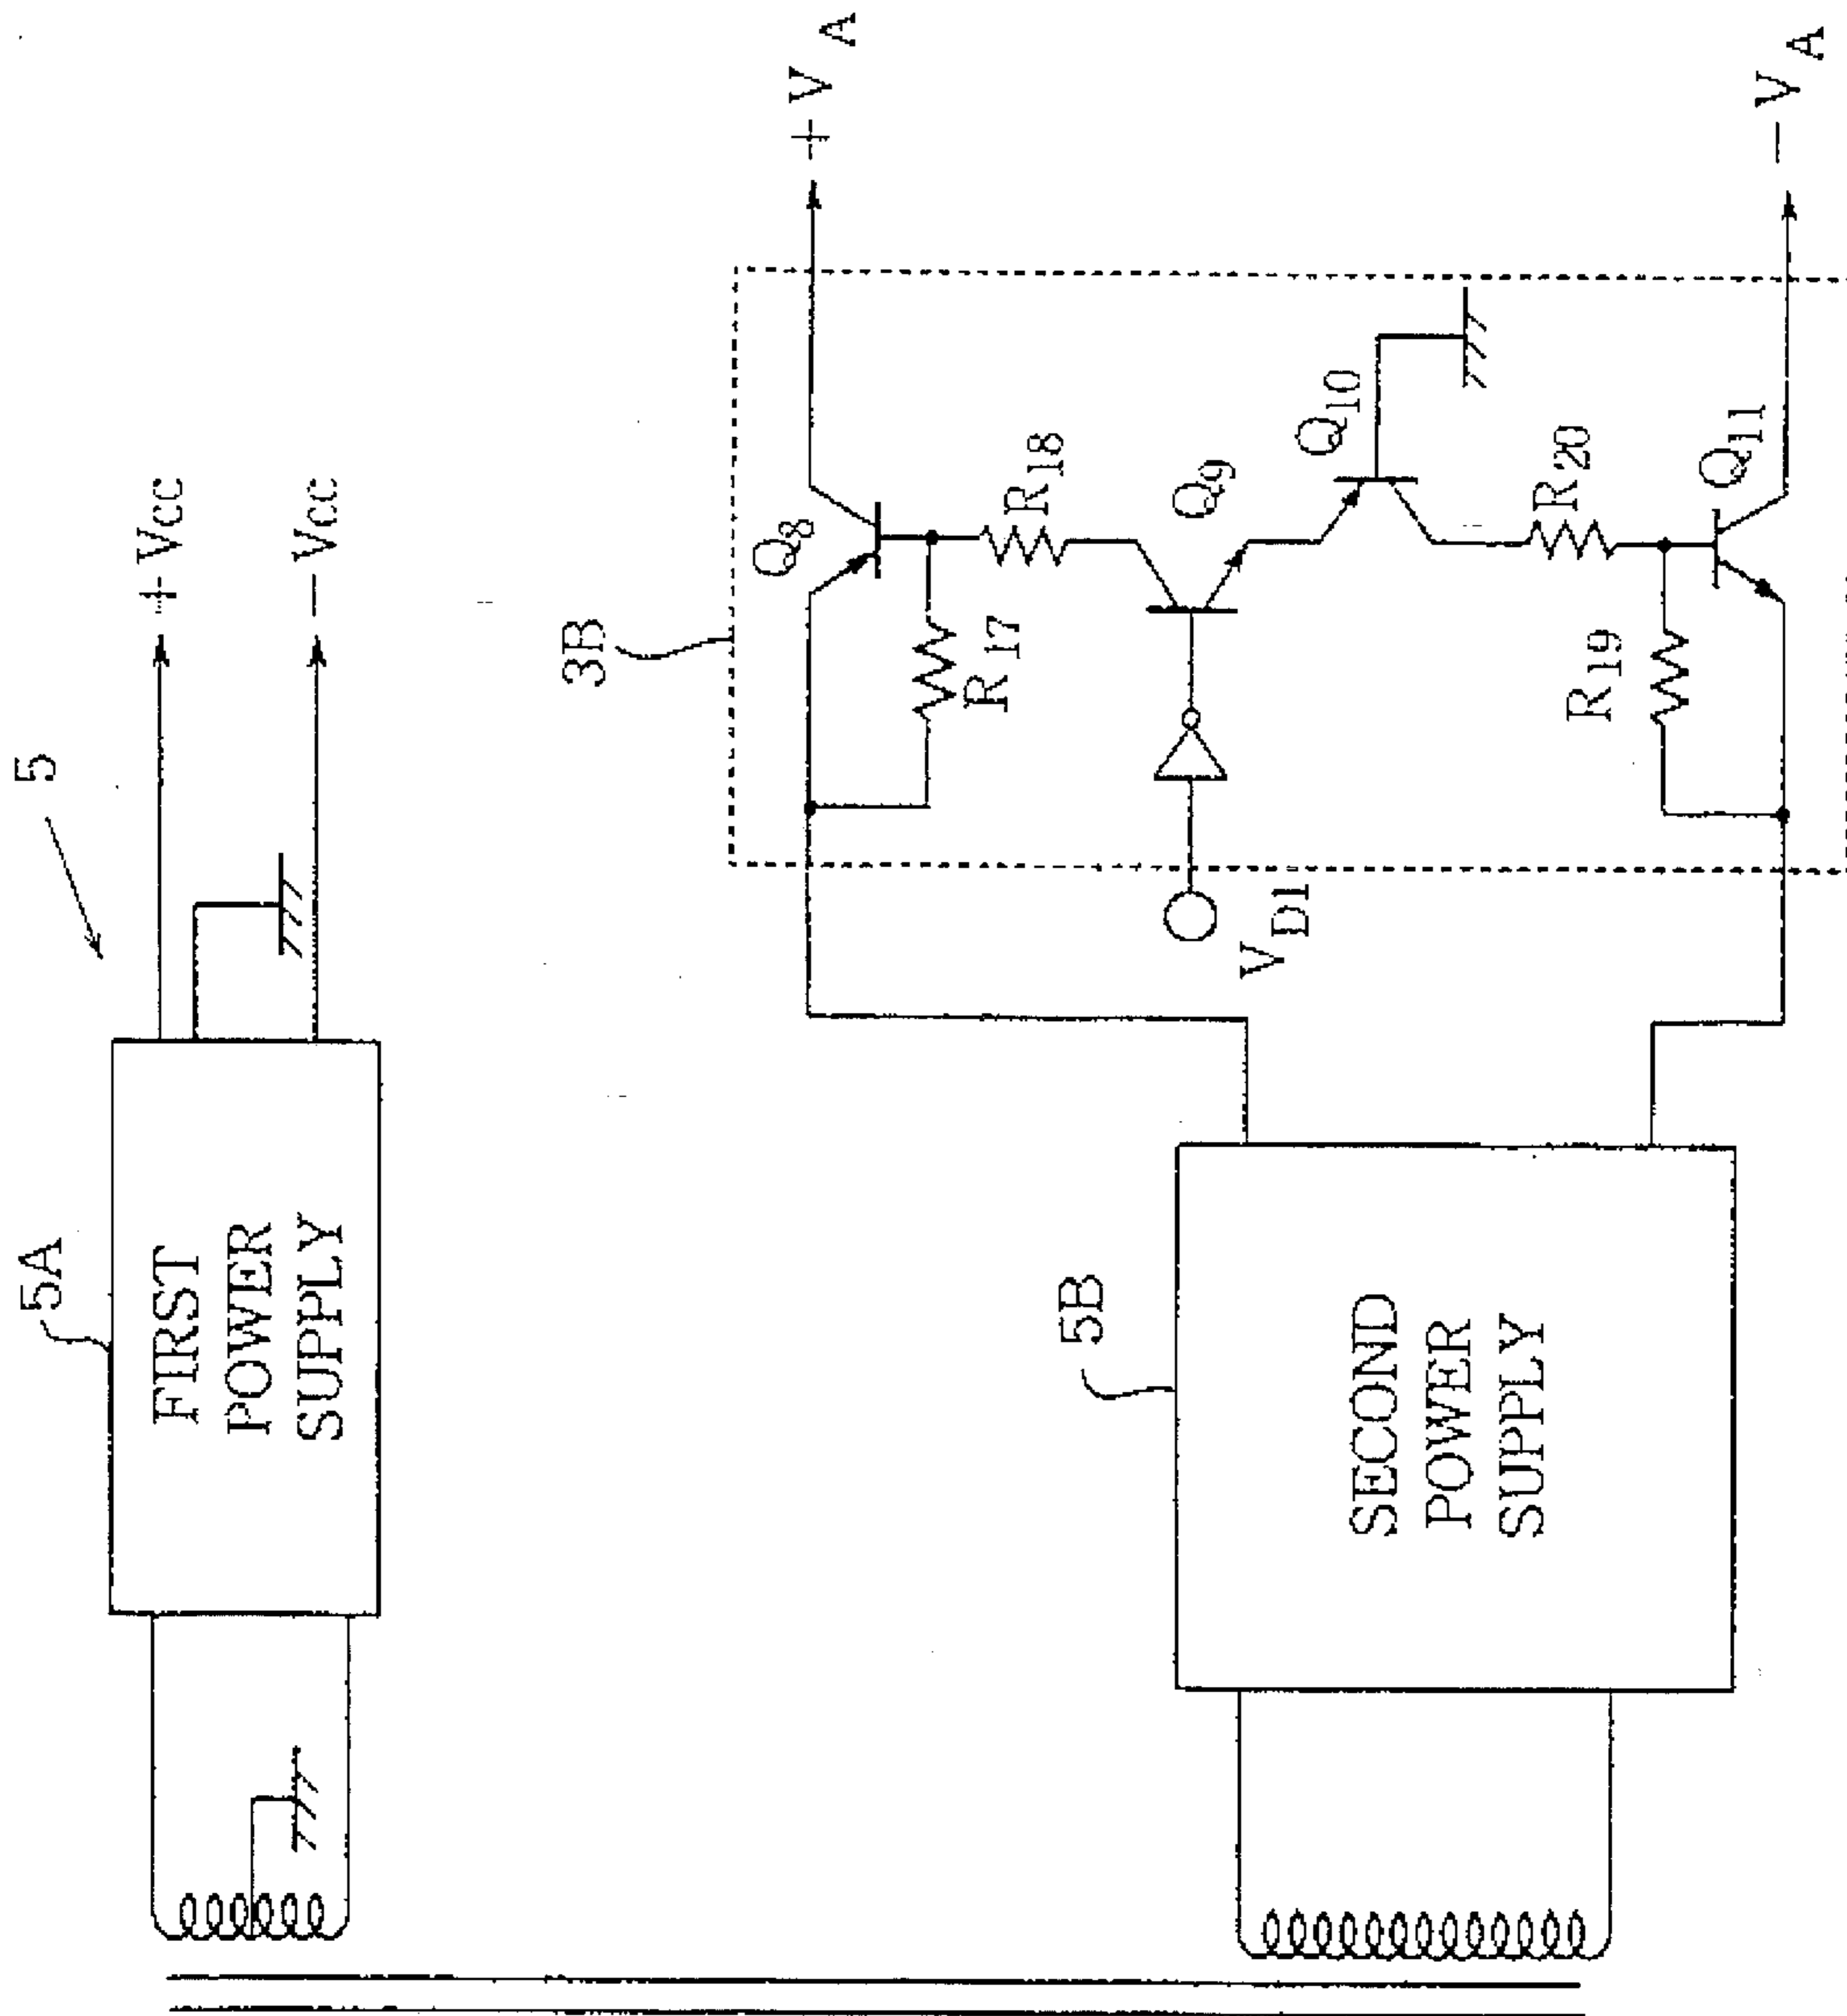 5
5A
FIRST
POWER
SUPPLY
+Vcc
-Vcc
3B
+VA
Q8
R17
R18
Q9
Q10
VD1
R20
R19
Q11
-VA
5B
SECOND
POWER
SUPPLY